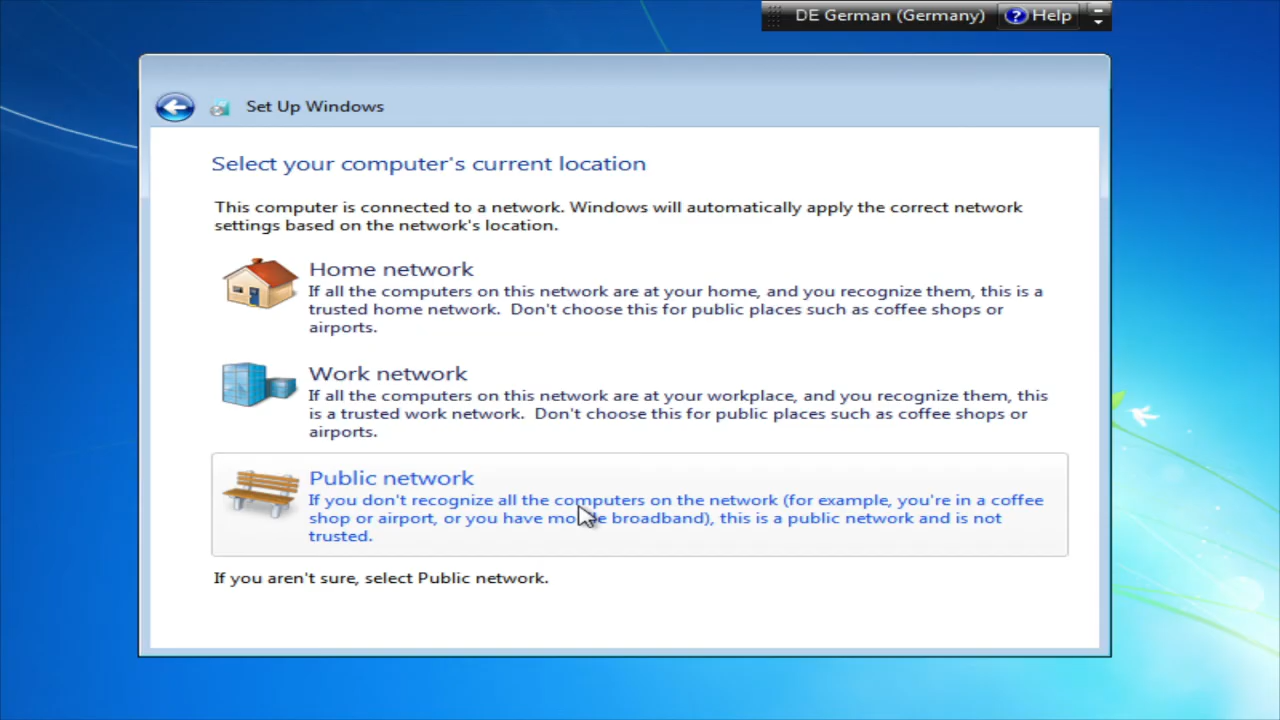 DE German (Germany) ? Help
Set Up Windows
Select your computer's current location
This computer is connected to a network. Windows will automatically apply the correct network
settings based on the network's location.
Home network
If all the computers on this network are at your home, and you recognize them, this is a
trusted home network. Don't choose this for public places such as coffee shops or
airports.
Work network
If all the computers on this network are at your workplace, and you recognize them, this
is a trusted work network. Don't choose this for public places such as coffee shops or
airports.
Public network
If you don't recognize all the computers on the network (for example, you're in a coffee
shop or airport, or you have mobile broadband), this is a public network and is not
trusted.
If you aren't sure, select Public network.